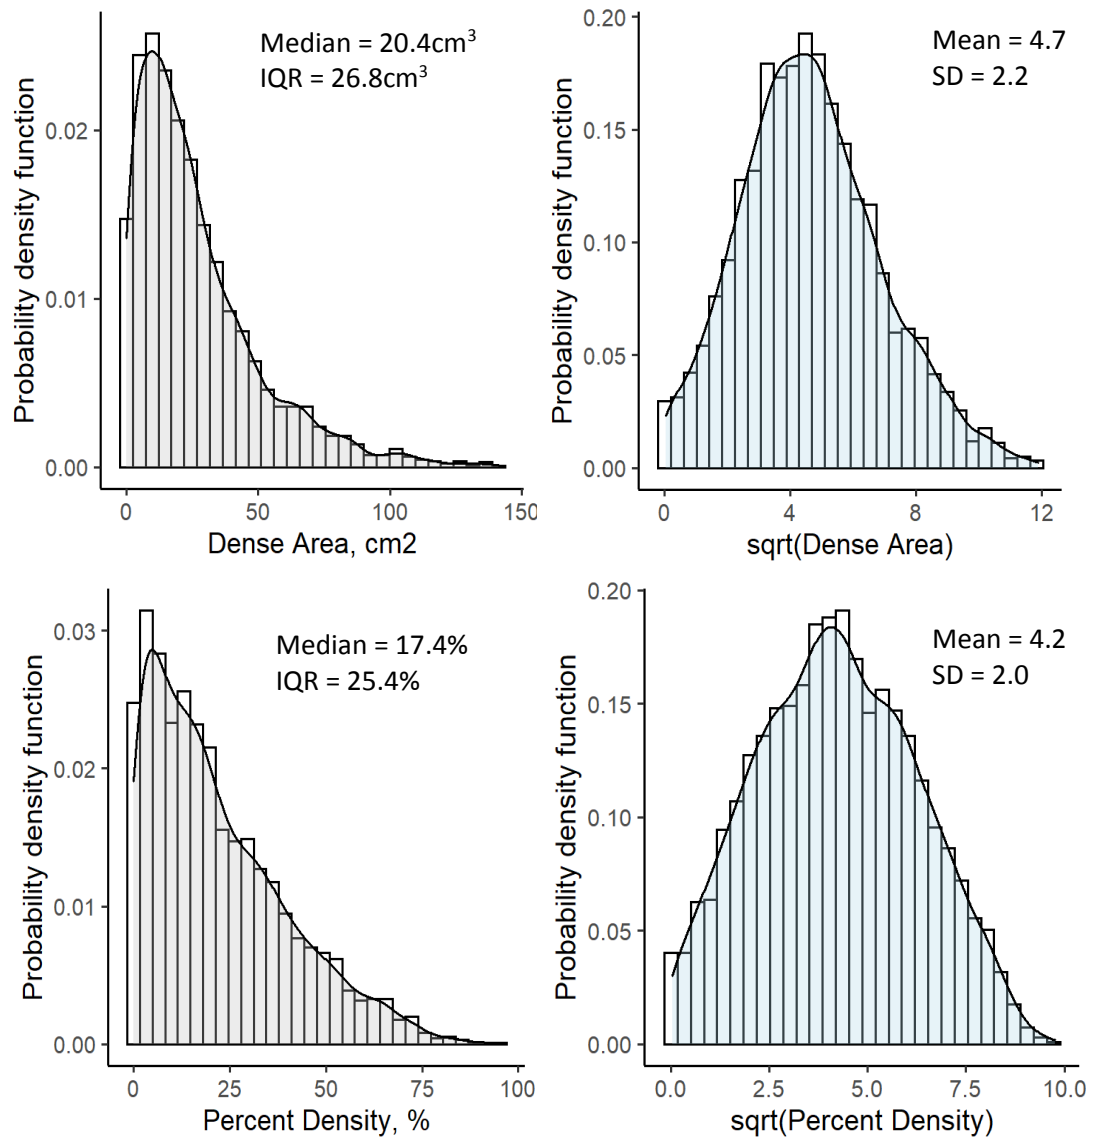 Probability density function
0.02
0.01
0.00
Median = 20.4cm³
IQR = 26.8cm³
0 50 100 150
Dense Area, cm2
Probability density function
0.20
0.15
0.10
0.05
0.00
Mean = 4.7
SD = 2.2
0 4 8 12
sqrt(Dense Area)
Probability density function
0.03
0.02
0.01
0.00
Median = 17.4%
IQR = 25.4%
0 25 50 75 100
Percent Density, %
Probability density function
0.20
0.15
0.10
0.05
0.00
Mean = 4.2
SD = 2.0
0.0 2.5 5.0 7.5 10.0
sqrt(Percent Density)